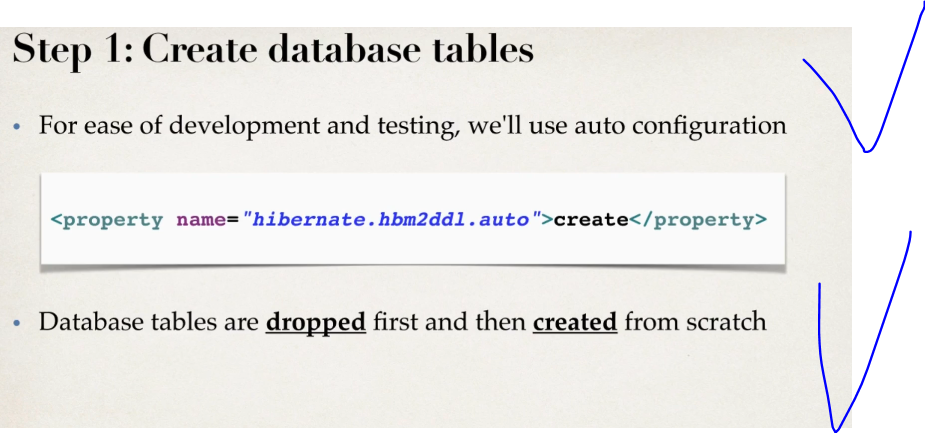 Step 1: Create database tables
• For ease of development and testing, we'll use auto configuration
<property name="hibernate.hbm2ddl.auto">create</property>
• Database tables are dropped first and then created from scratch